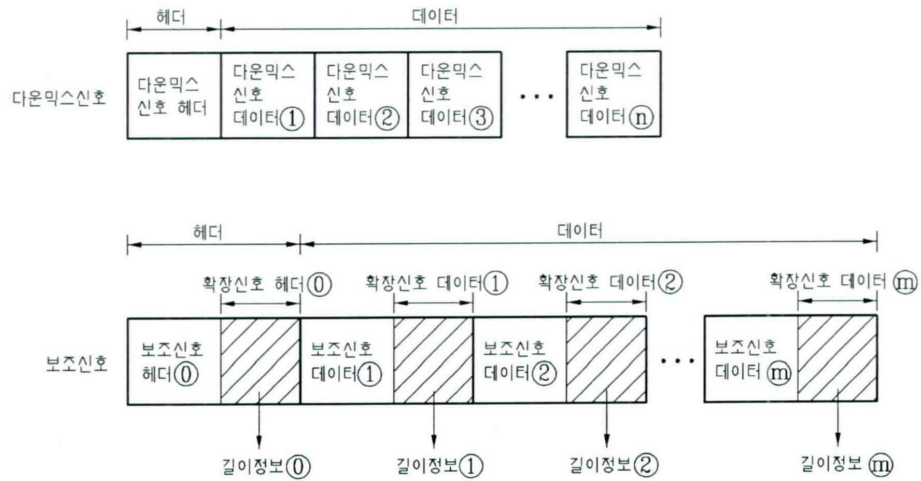 헤더 데이터
다운믹스신호
다운믹스
신호 헤더
다운믹스
신호
데이터①
다운믹스
신호
데이터②
다운믹스
신호
데이터③
•••
다운믹스
신호
데이터ⓝ
헤더 데이터
확장신호 헤더⓪ 확장신호 데이터① 확장신호 데이터② 확장신호 데이터ⓜ
보조신호
보조신호
헤더⓪
보조신호
데이터①
보조신호
데이터②
•••
보조신호
데이터ⓜ
길이정보⓪ 길이정보① 길이정보② 길이정보ⓜ